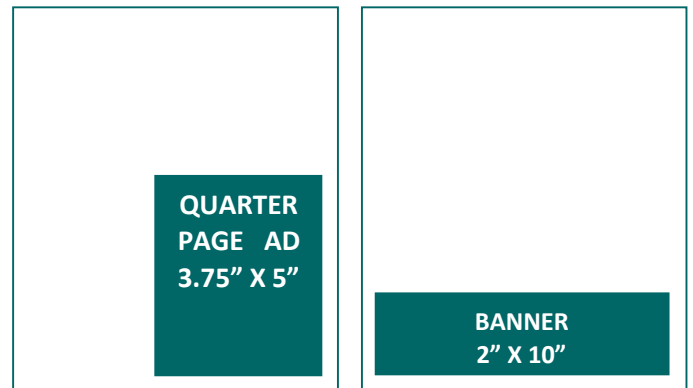 QUARTER
PAGE AD
3.75” X 5”
BANNER
2” X 10”